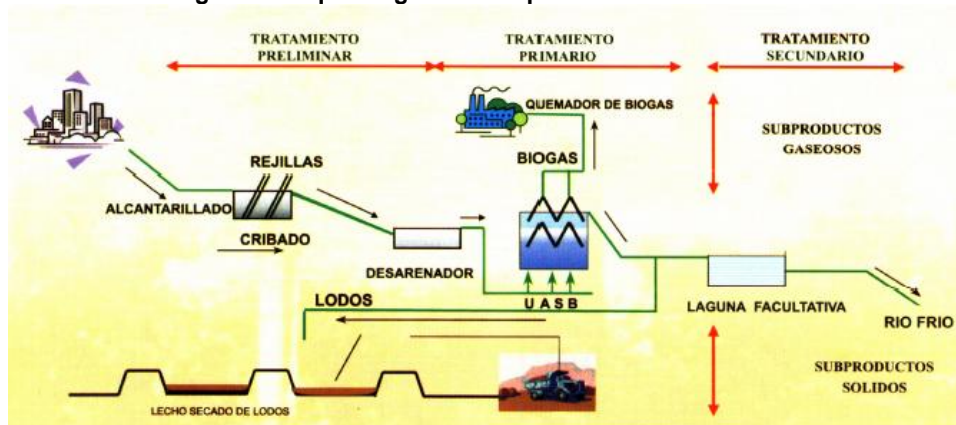 TRATAMIENTO
PRELIMINAR
TRATAMIENTO
PRIMARIO
TRATAMIENTO
SECUNDARIO
QUEMADOR DE BIOGAS
SUBPRODUCTOS
GASEOSOS
REJILLAS
BIOGAS
ALCANTARILLADO
CRIBADO
DESARENADOR
LODOS
U A S B
LAGUNA FACULTATIVA
RIO FRIO
SUBPRODUCTOS
SOLIDOS
LECHO SECADO DE LODOS